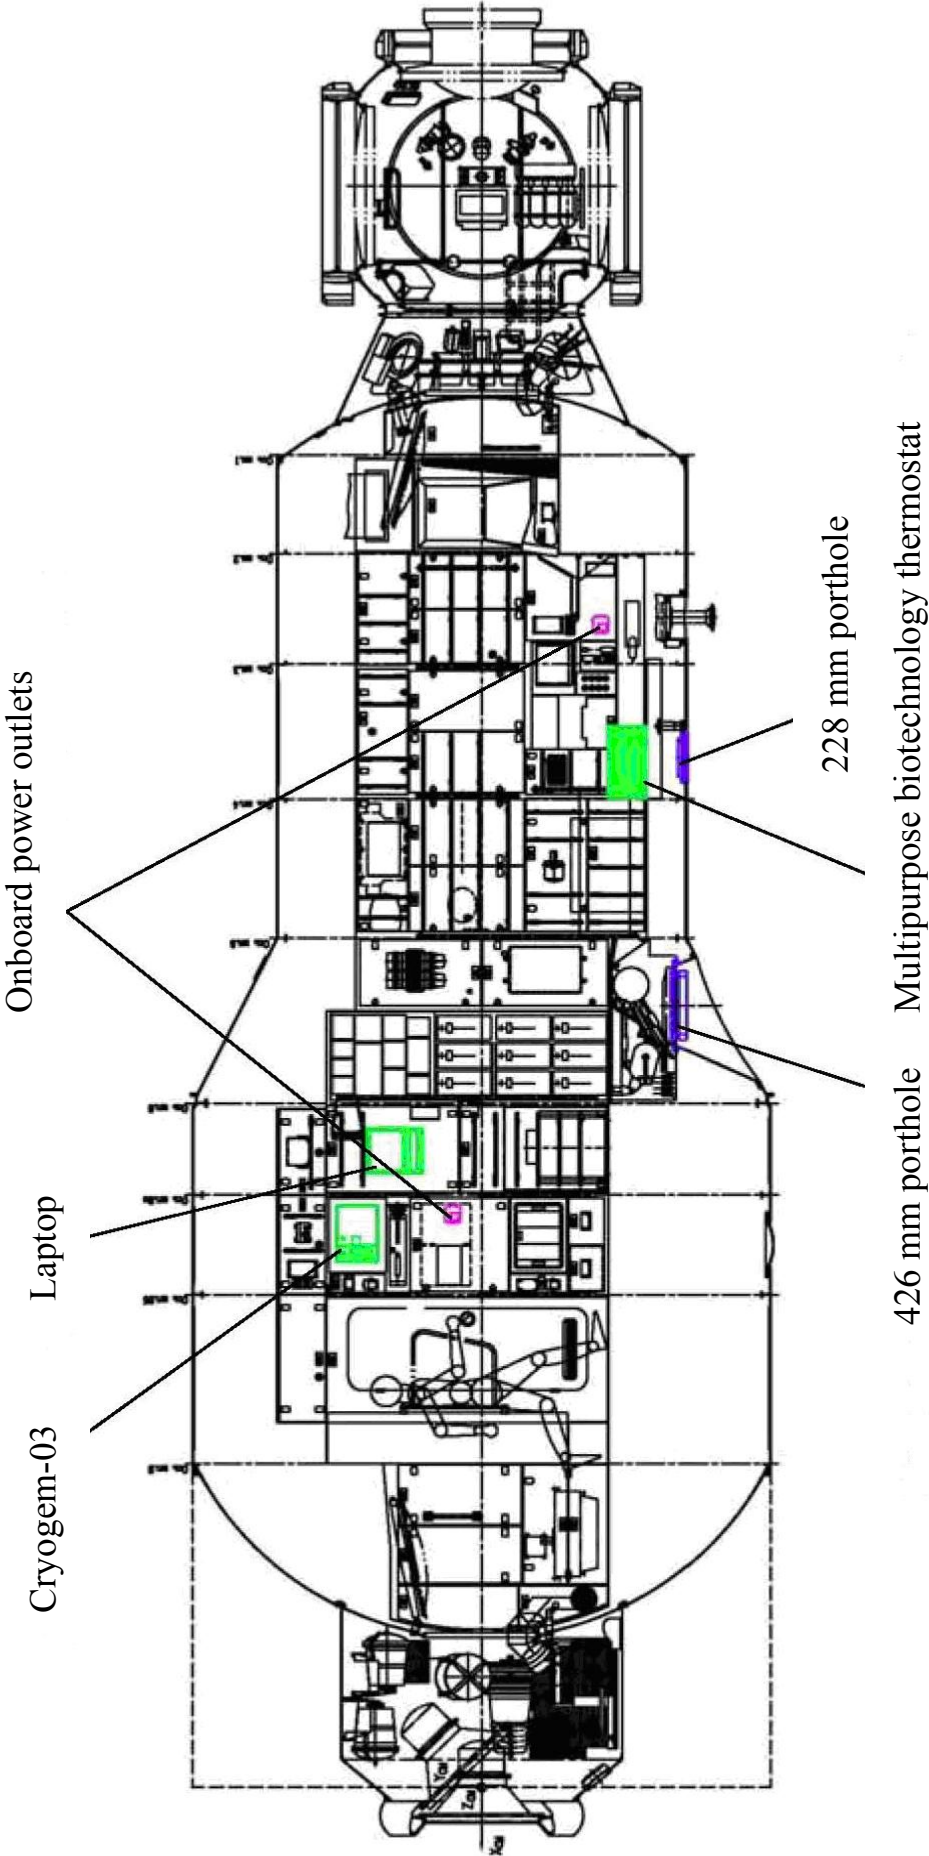 Onboard power outlets
Laptop
Cryogem-03
228 mm porthole
Multipurpose biotechnology thermostat
426 mm porthole